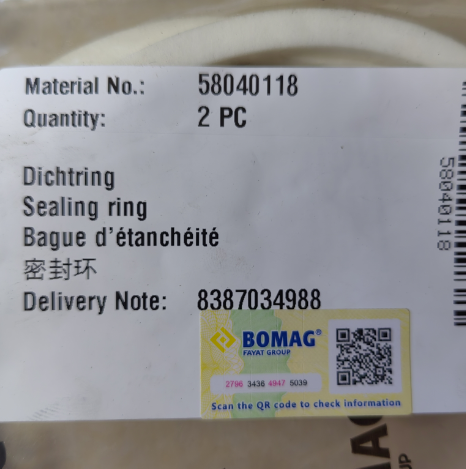 Material No.: 58040118
Quantity: 2 PC
Dichtring
Sealing ring
Bague d'étanchéité
密封环
Delivery Note: 8387034988
58040118
BOMAG®
FAYAT GROUP
2796 3436 4947 5039
Scan the QR code to check information